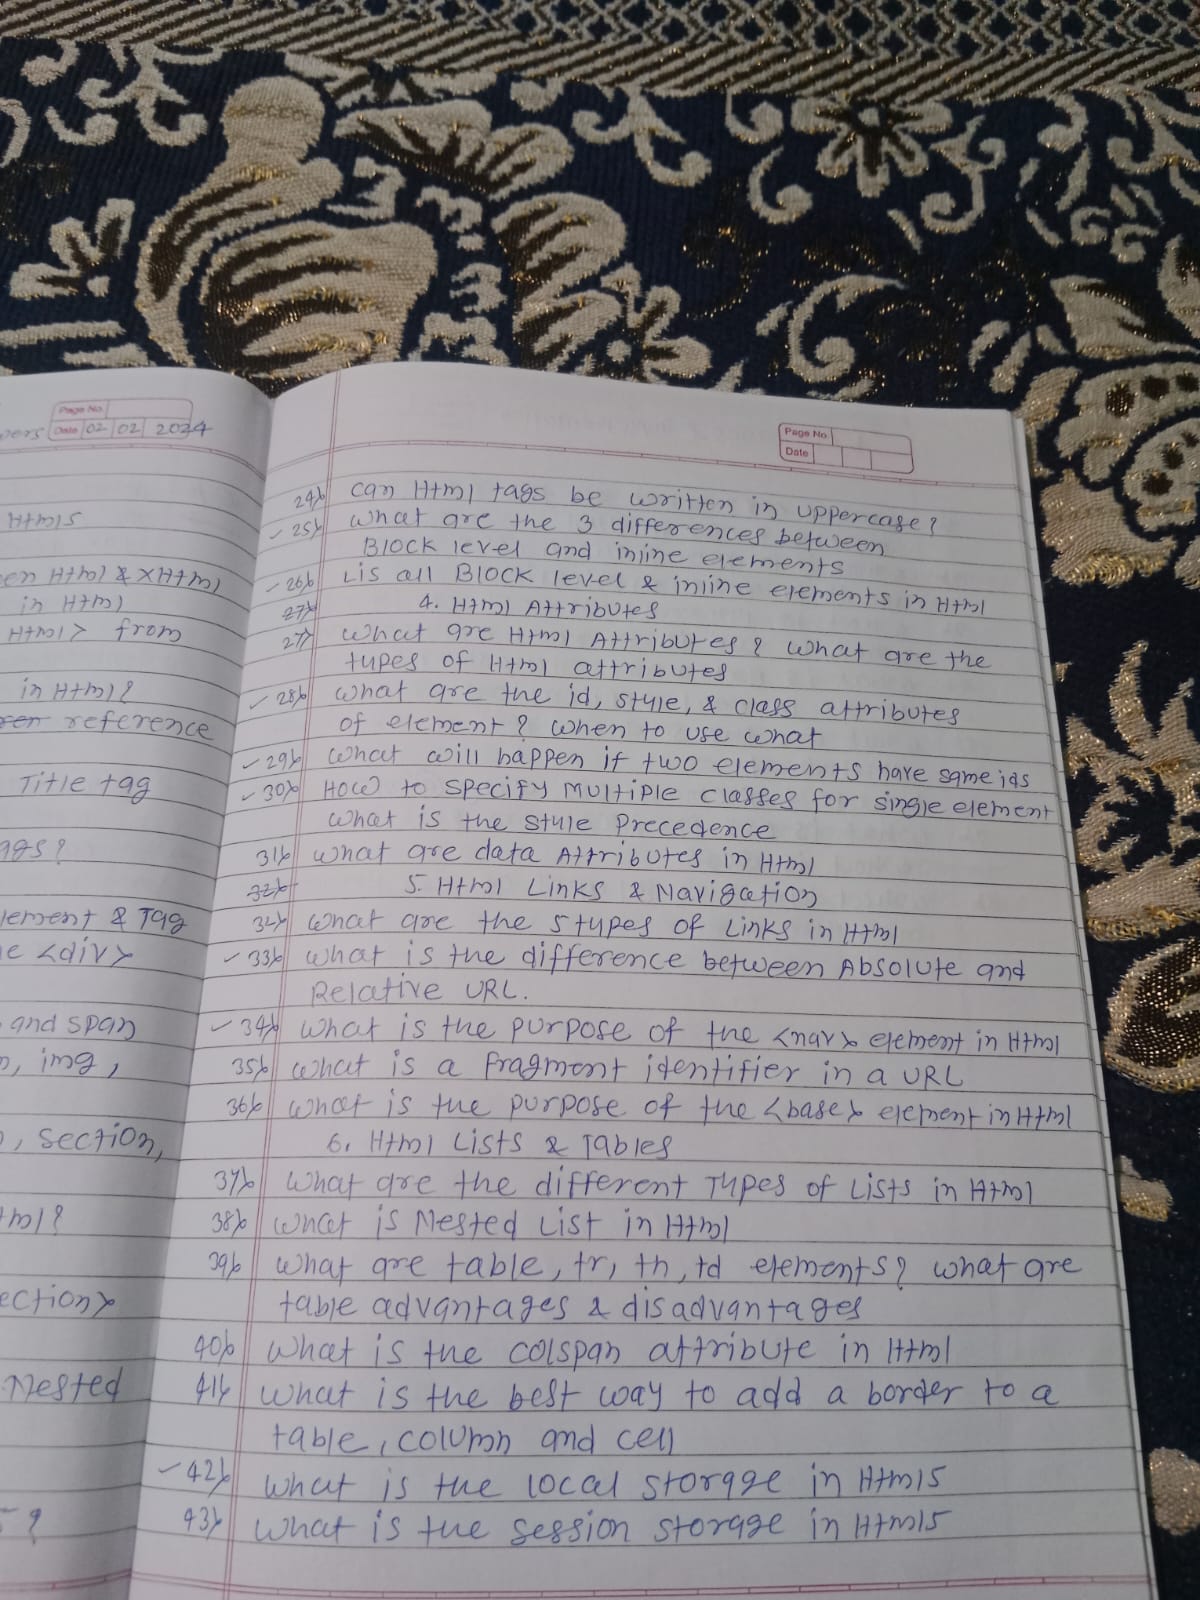 Page No.
Date 02 02 2024
Html5
en Html & XHtml
in Html
Html> from
in Html?
reference
Title tag
ags?
lement & Tag
e <div>
and span
, img,
, section,
tml?
ection>
Nested
?
Page No
Date
24) can Html tags be written in uppercase?
25) what are the 3 differences between
Block level and inline elements
26) Lis all Block level & inline elements in Html
27) 4. Html Attributes
27) what are Html Attributes? what are the
types of Html attributes
28) what are the id, style, & class attributes
of element? when to use what
29) what will happen if two elements have same ids
30) How to specify multiple classes for single element
what is the style Precedence
31) what are data Attributes in Html
32) 5. Html Links & Navigation
32) what are the 5 types of Links in Html
33) what is the difference between Absolute and
Relative URL.
34) what is the purpose of the <nav> element in Html
35) what is a fragment identifier in a URL
36) what is the purpose of the <base> element in Html
6. Html Lists & Tables
37) what are the different Types of Lists in Html
38) what is Nested List in Html
39) what are table, tr, th, td elements? what are
table advantages & disadvantages
40) what is the colspan attribute in Html
41) what is the best way to add a border to a
table, column and cell
42) what is the local storage in Html5
43) what is the session storage in Html5